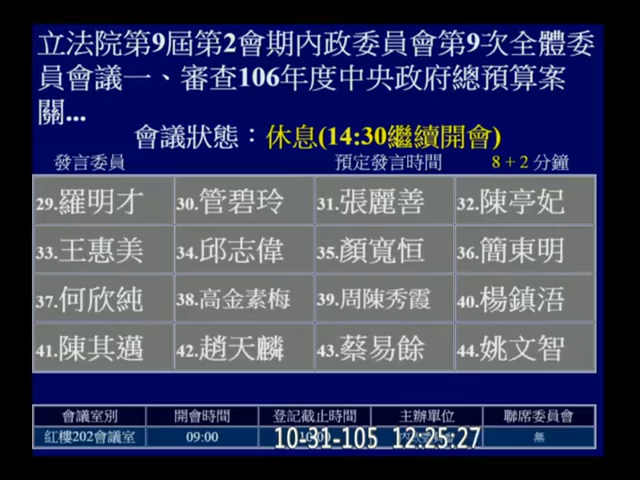 立法院第9屆第2會期內政委員會第9次全體委
員會議一、審查106年度中央政府總預算案
關...
會議狀態：休息(14:30繼續開會)
發言委員 預定發言時間 8 + 2 分鐘
29.羅明才 30.管碧玲 31.張麗善 32.陳亭妃
33.王惠美 34.邱志偉 35.顏寬恒 36.簡東明
37.何欣純 38.高金素梅 39.周陳秀霞 40.楊鎮浯
41.陳其邁 42.趙天麟 43.蔡易餘 44.姚文智
會議室別 開會時間 登記截止時間 主辦單位 聯席委員會
紅樓202會議室 09:00 無
10-31-105 12:25:27